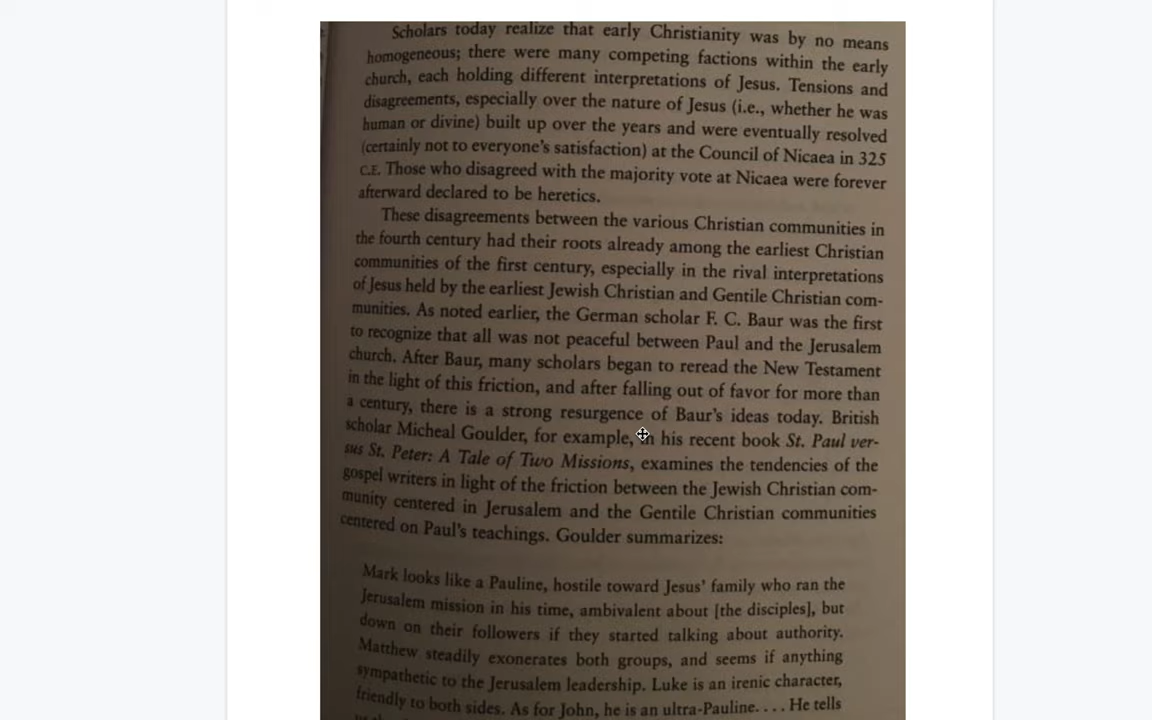 Scholars today realize that early Christianity was by no means
homogeneous; there were many competing factions within the early
church, each holding different interpretations of Jesus. Tensions and
disagreements, especially over the nature of Jesus (i.e., whether he was
human or divine) built up over the years and were eventually resolved
(certainly not to everyone's satisfaction) at the Council of Nicaea in 325
C.E. Those who disagreed with the majority vote at Nicaea were forever
afterward declared to be heretics.
These disagreements between the various Christian communities in
the fourth century had their roots already among the earliest Christian
communities of the first century, especially in the rival interpretations
of Jesus held by the earliest Jewish Christian and Gentile Christian com-
munities. As noted earlier, the German scholar F. C. Baur was the first
to recognize that all was not peaceful between Paul and the Jerusalem
church. After Baur, many scholars began to reread the New Testament
in the light of this friction, and after falling out of favor for more than
a century, there is a strong resurgence of Baur's ideas today. British
scholar Micheal Goulder, for example, in his recent book St. Paul ver-
sus St. Peter: A Tale of Two Missions, examines the tendencies of the
gospel writers in light of the friction between the Jewish Christian com-
munity centered in Jerusalem and the Gentile Christian communities
centered on Paul's teachings. Goulder summarizes:
Mark looks like a Pauline, hostile toward Jesus' family who ran the
Jerusalem mission in his time, ambivalent about [the disciples], but
down on their followers if they started talking about authority.
Matthew steadily exonerates both groups, and seems if anything
sympathetic to the Jerusalem leadership. Luke is an irenic character,
friendly to both sides. As for John, he is an ultra-Pauline. . . . He tells